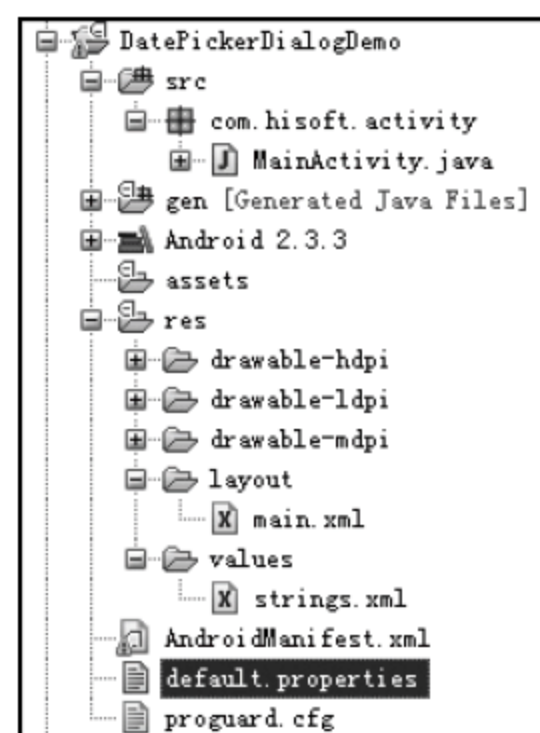 DatePickerDialogDemo
src
com.hisoft.activity
MainActivity.java
gen [Generated Java Files]
Android 2.3.3
assets
res
drawable-hdpi
drawable-ldpi
drawable-mdpi
layout
main.xml
values
strings.xml
AndroidManifest.xml
default.properties
proguard.cfg